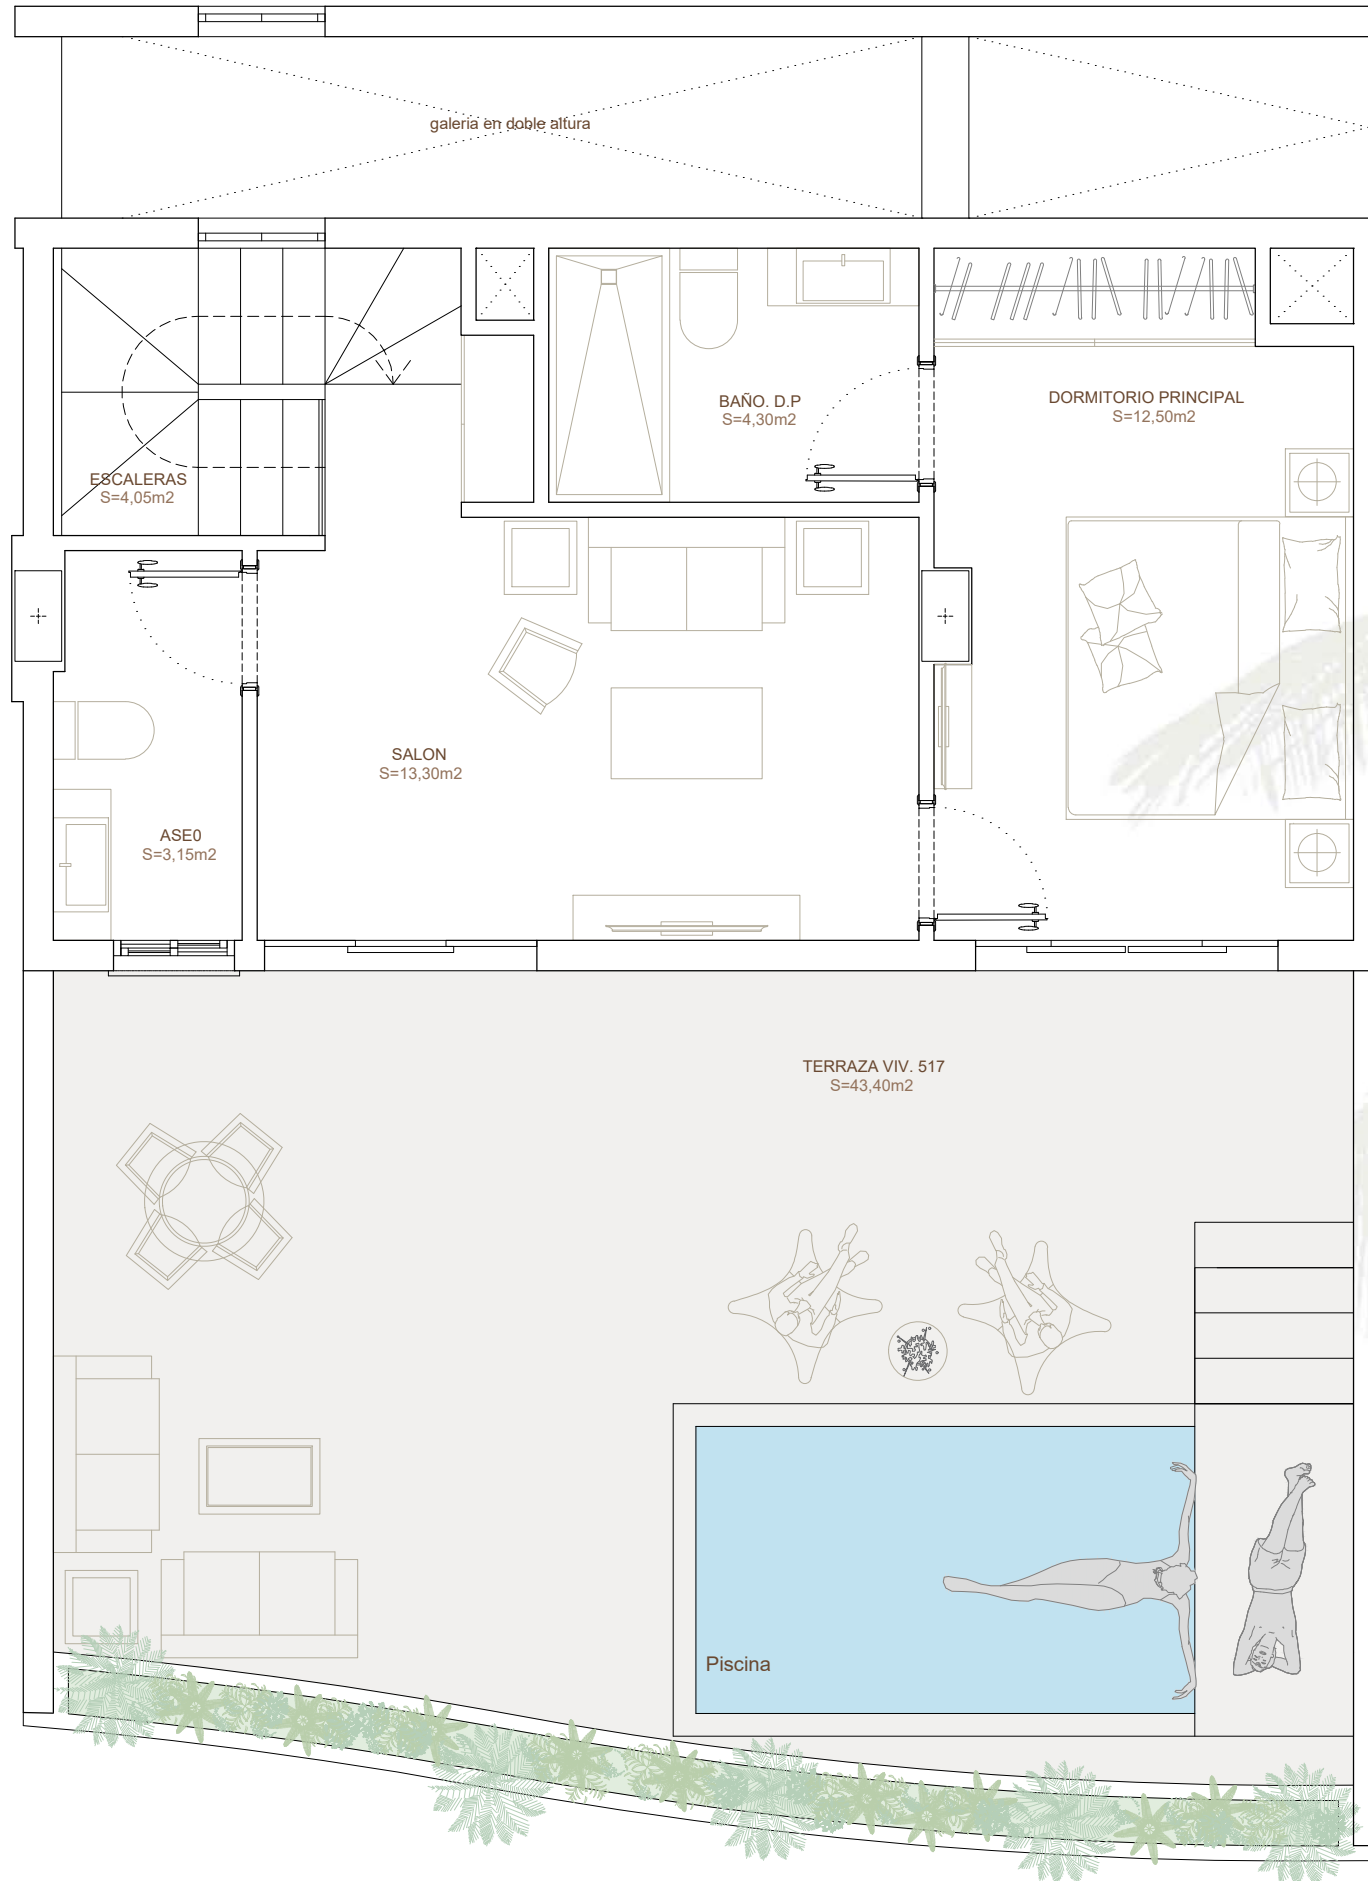 galeria en doble altura
BAÑO. D.P
S=4,30m2
DORMITORIO PRINCIPAL
S=12,50m2
ESCALERAS
S=4,05m2
SALON
S=13,30m2
ASE0
S=3,15m2
TERRAZA VIV. 517
S=43,40m2
Piscina